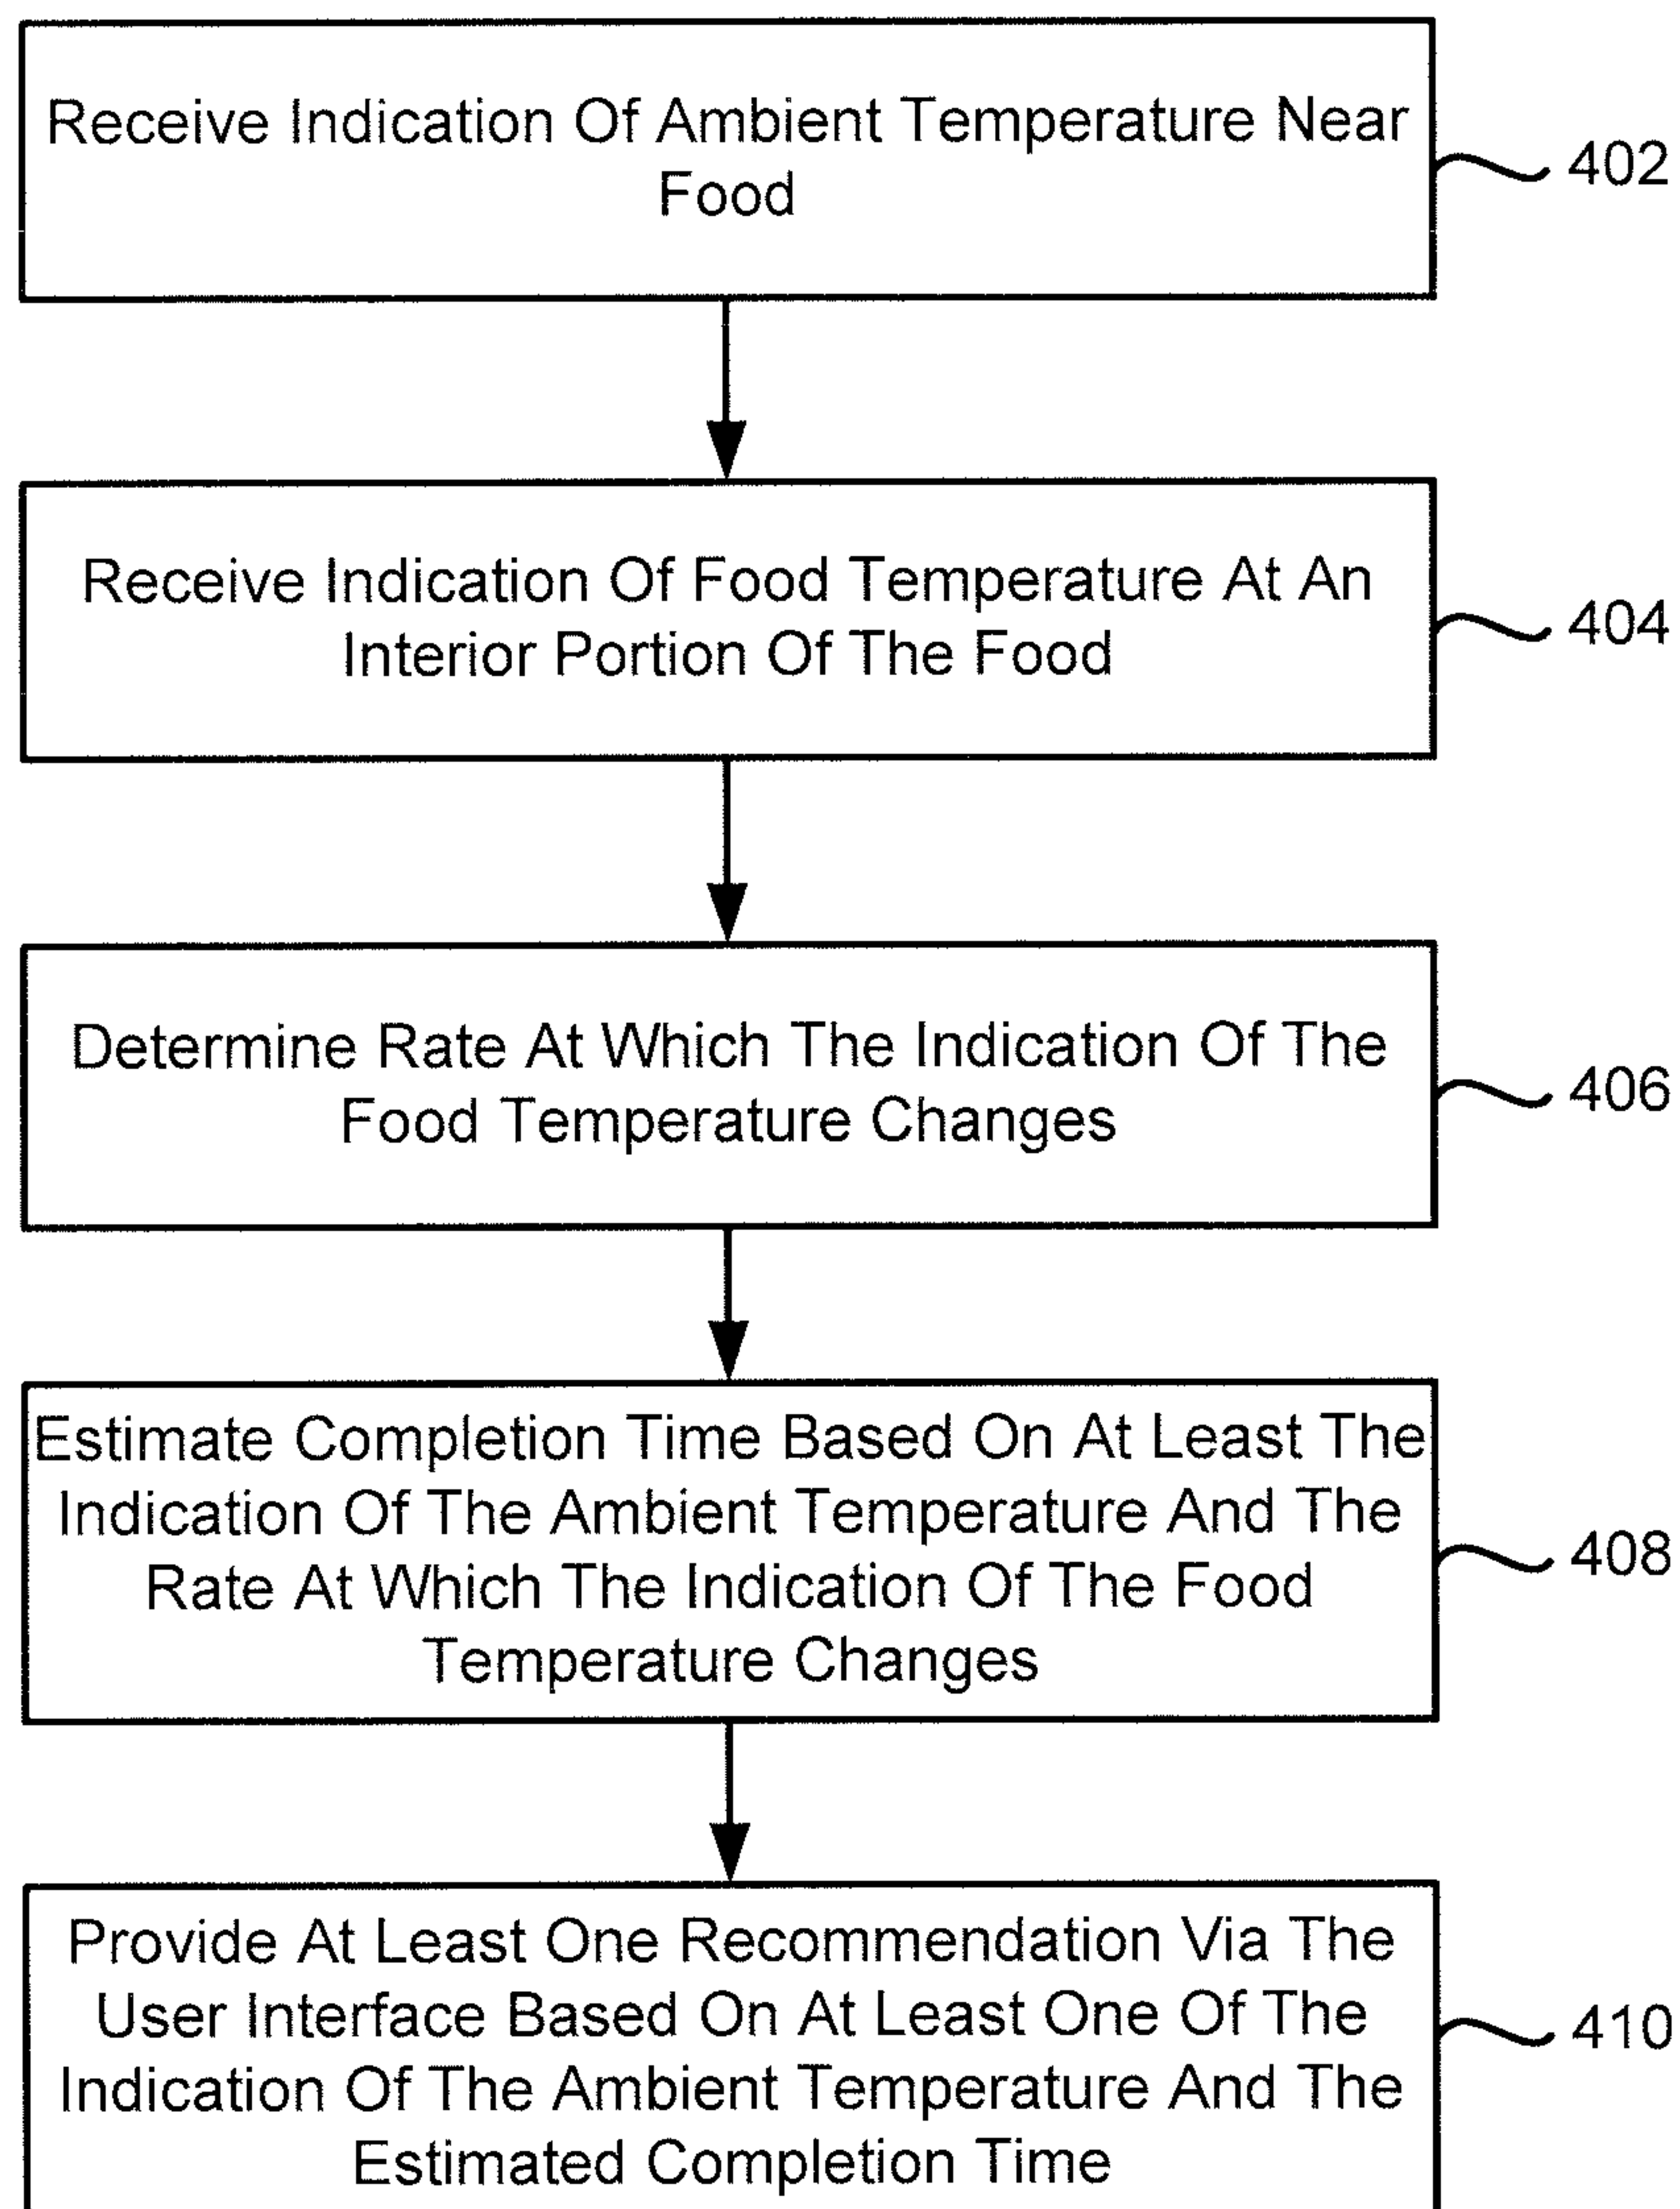 Receive Indication Of Ambient Temperature Near
Food
402
Receive Indication Of Food Temperature At An
Interior Portion Of The Food
404
Determine Rate At Which The Indication Of The
Food Temperature Changes
406
Estimate Completion Time Based On At Least The
Indication Of The Ambient Temperature And The
Rate At Which The Indication Of The Food
Temperature Changes
408
Provide At Least One Recommendation Via The
User Interface Based On At Least One Of The
Indication Of The Ambient Temperature And The
Estimated Completion Time
410